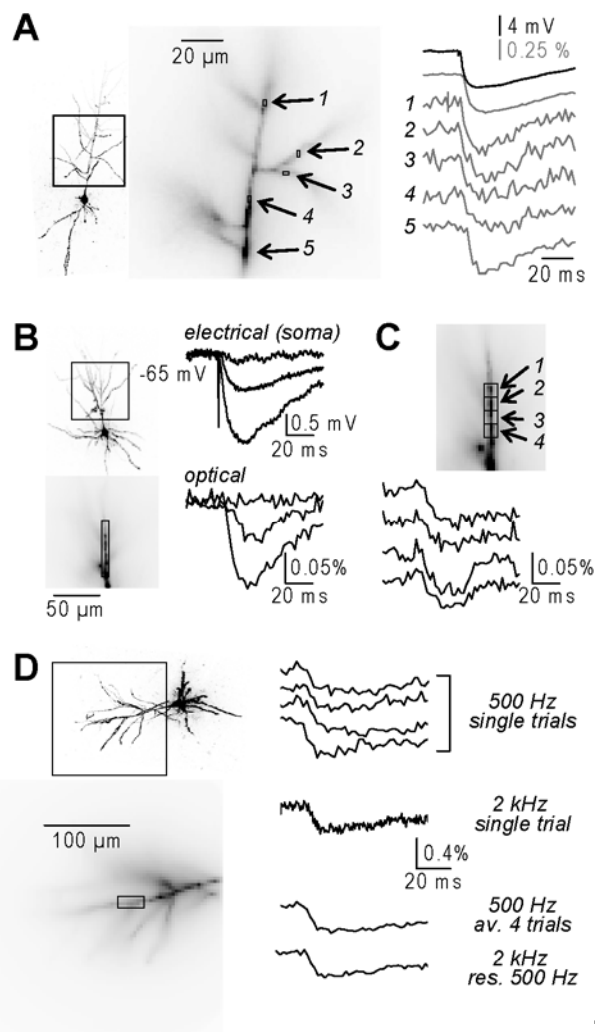 A
20 µm
1
2
3
4
5
4 mV
0.25 %
1
2
3
4
5
20 ms
B
-65 mV
electrical (soma)
0.5 mV
20 ms
optical
0.05%
20 ms
50 µm
C
1
2
3
4
0.05%
20 ms
D
500 Hz
single trials
2 kHz
single trial
0.4%
20 ms
100 µm
500 Hz
av. 4 trials
2 kHz
res. 500 Hz